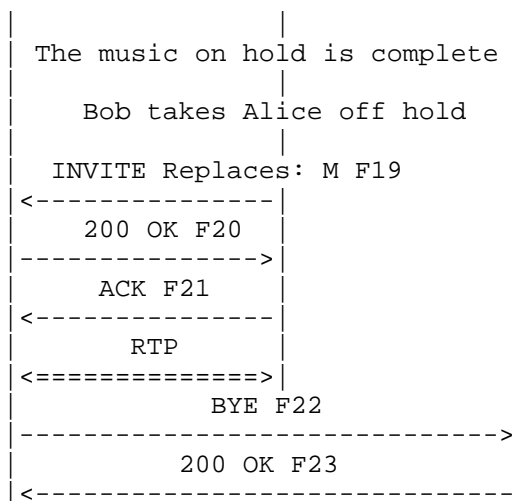 The music on hold is complete
Bob takes Alice off hold
INVITE Replaces: M F19
200 OK F20
ACK F21
RTP
BYE F22
200 OK F23